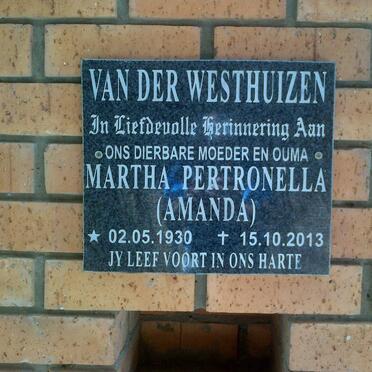 VAN DER WESTHUIZEN
In Liefdevolle Herinnering Aan
ONS DIERBARE MOEDER EN OUMA
MARTHA PERTRONELLA
(AMANDA)
★ 02.05.1930 ✝ 15.10.2013
JY LEEF VOORT IN ONS HARTE